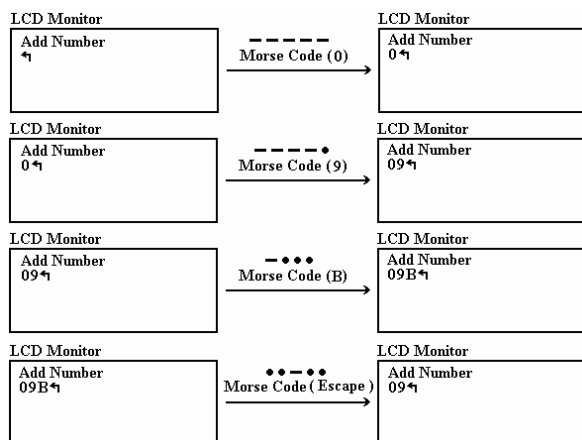 LCD Monitor
Add Number
↰
Morse Code (0)
LCD Monitor
Add Number
0↰
LCD Monitor
Add Number
0↰
Morse Code (9)
LCD Monitor
Add Number
09↰
LCD Monitor
Add Number
09↰
Morse Code (B)
LCD Monitor
Add Number
09B↰
LCD Monitor
Add Number
09B↰
Morse Code (Escape)
LCD Monitor
Add Number
09↰